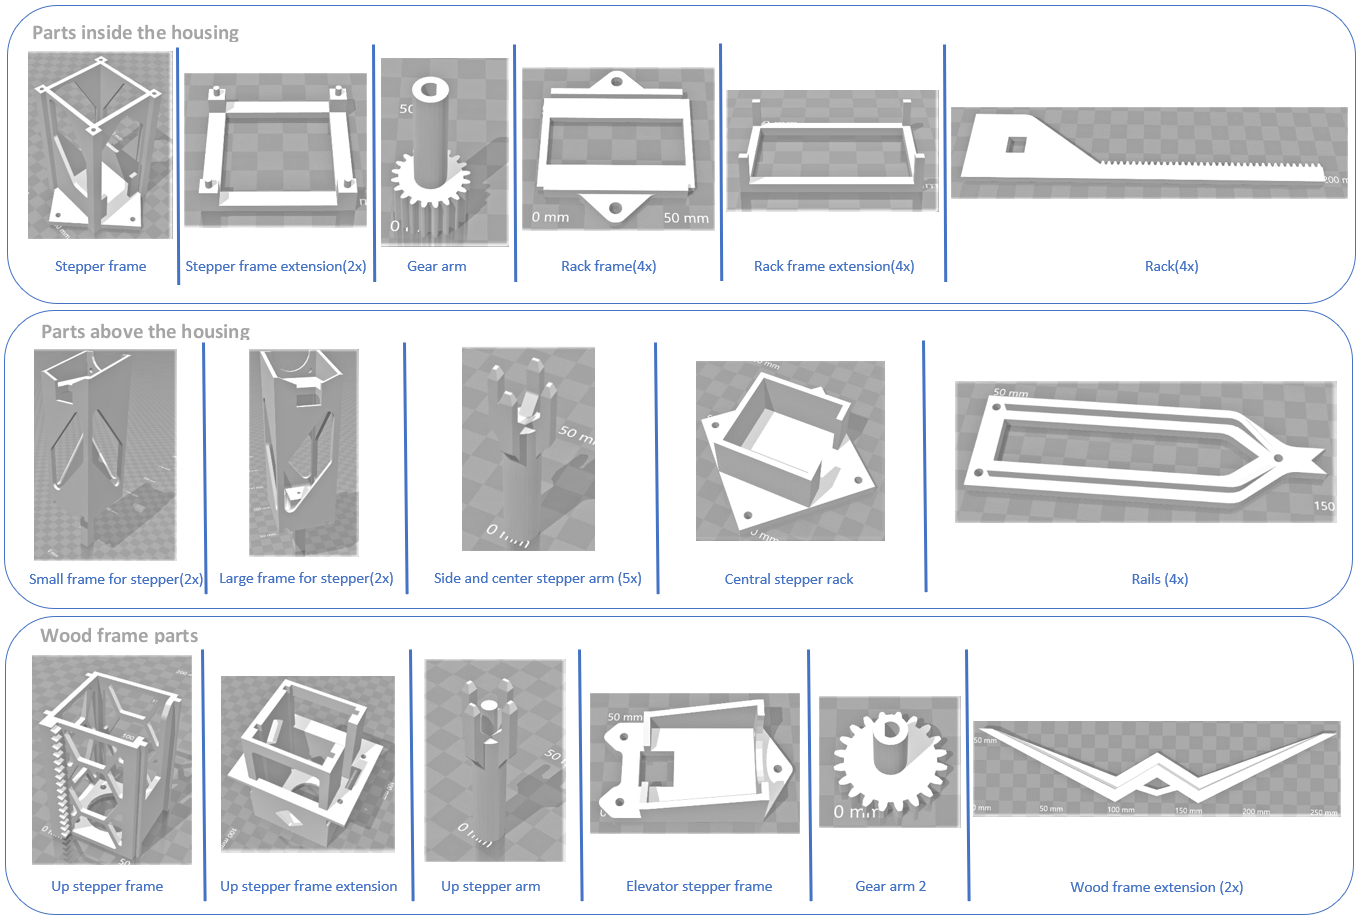 Parts inside the housing
50
0
0 mm
50 mm
200 m
Stepper frame
Stepper frame extension(2x)
Gear arm
Rack frame(4x)
Rack frame extension(4x)
Rack(4x)
Parts above the housing
50 m
0
mm
0 mm
50 mm
150
Small frame for stepper(2x)
Large frame for stepper(2x)
Side and center stepper arm (5x)
Central stepper rack
Rails (4x)
Wood frame parts
100
50
0
50
0
50 mm
0 mm
50 mm
0 mm
50 mm
100 mm
150 mm
200 mm
250 mm
Up stepper frame
Up stepper frame extension
Up stepper arm
Elevator stepper frame
Gear arm 2
Wood frame extension (2x)